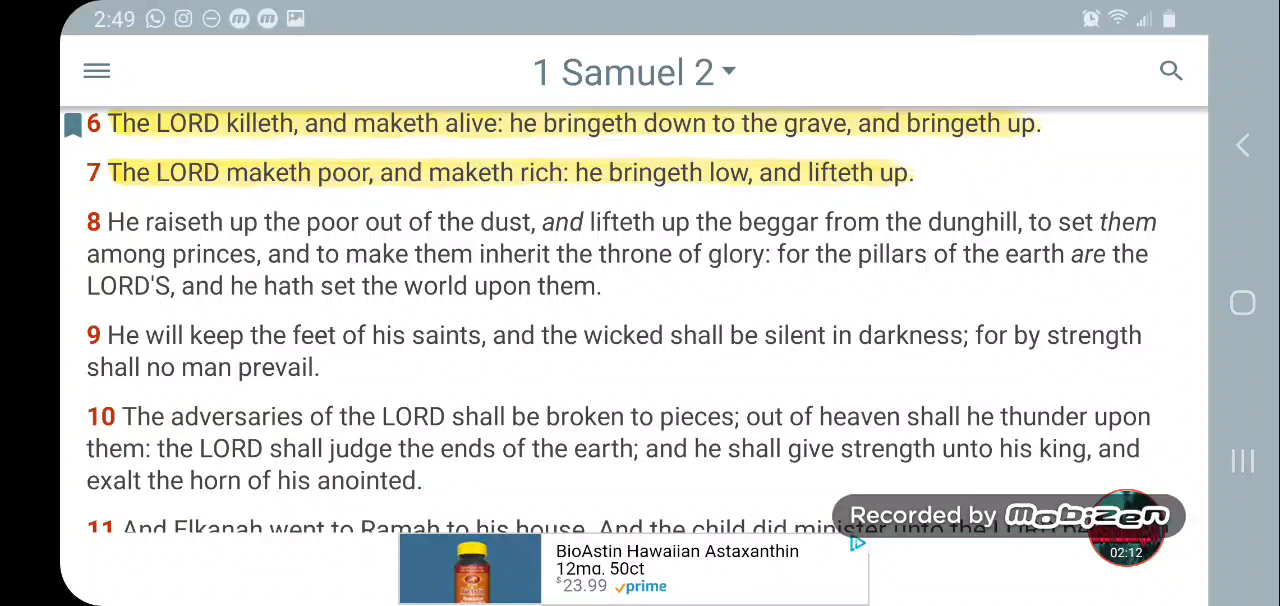 2:49
1 Samuel 2
6 The LORD killeth, and maketh alive: he bringeth down to the grave, and bringeth up.
7 The LORD maketh poor, and maketh rich: he bringeth low, and lifteth up.
8 He raiseth up the poor out of the dust, and lifteth up the beggar from the dunghill, to set them
among princes, and to make them inherit the throne of glory: for the pillars of the earth are the
LORD'S, and he hath set the world upon them.
9 He will keep the feet of his saints, and the wicked shall be silent in darkness; for by strength
shall no man prevail.
10 The adversaries of the LORD shall be broken to pieces; out of heaven shall he thunder upon
them: the LORD shall judge the ends of the earth; and he shall give strength unto his king, and
exalt the horn of his anointed.
11 And Elkanah went to Ramah to his house. And the child did minister unto the LORD
Recorded by Mobizen
02:12
BioAstin Hawaiian Astaxanthin
12mg, 50ct
$23.99 prime